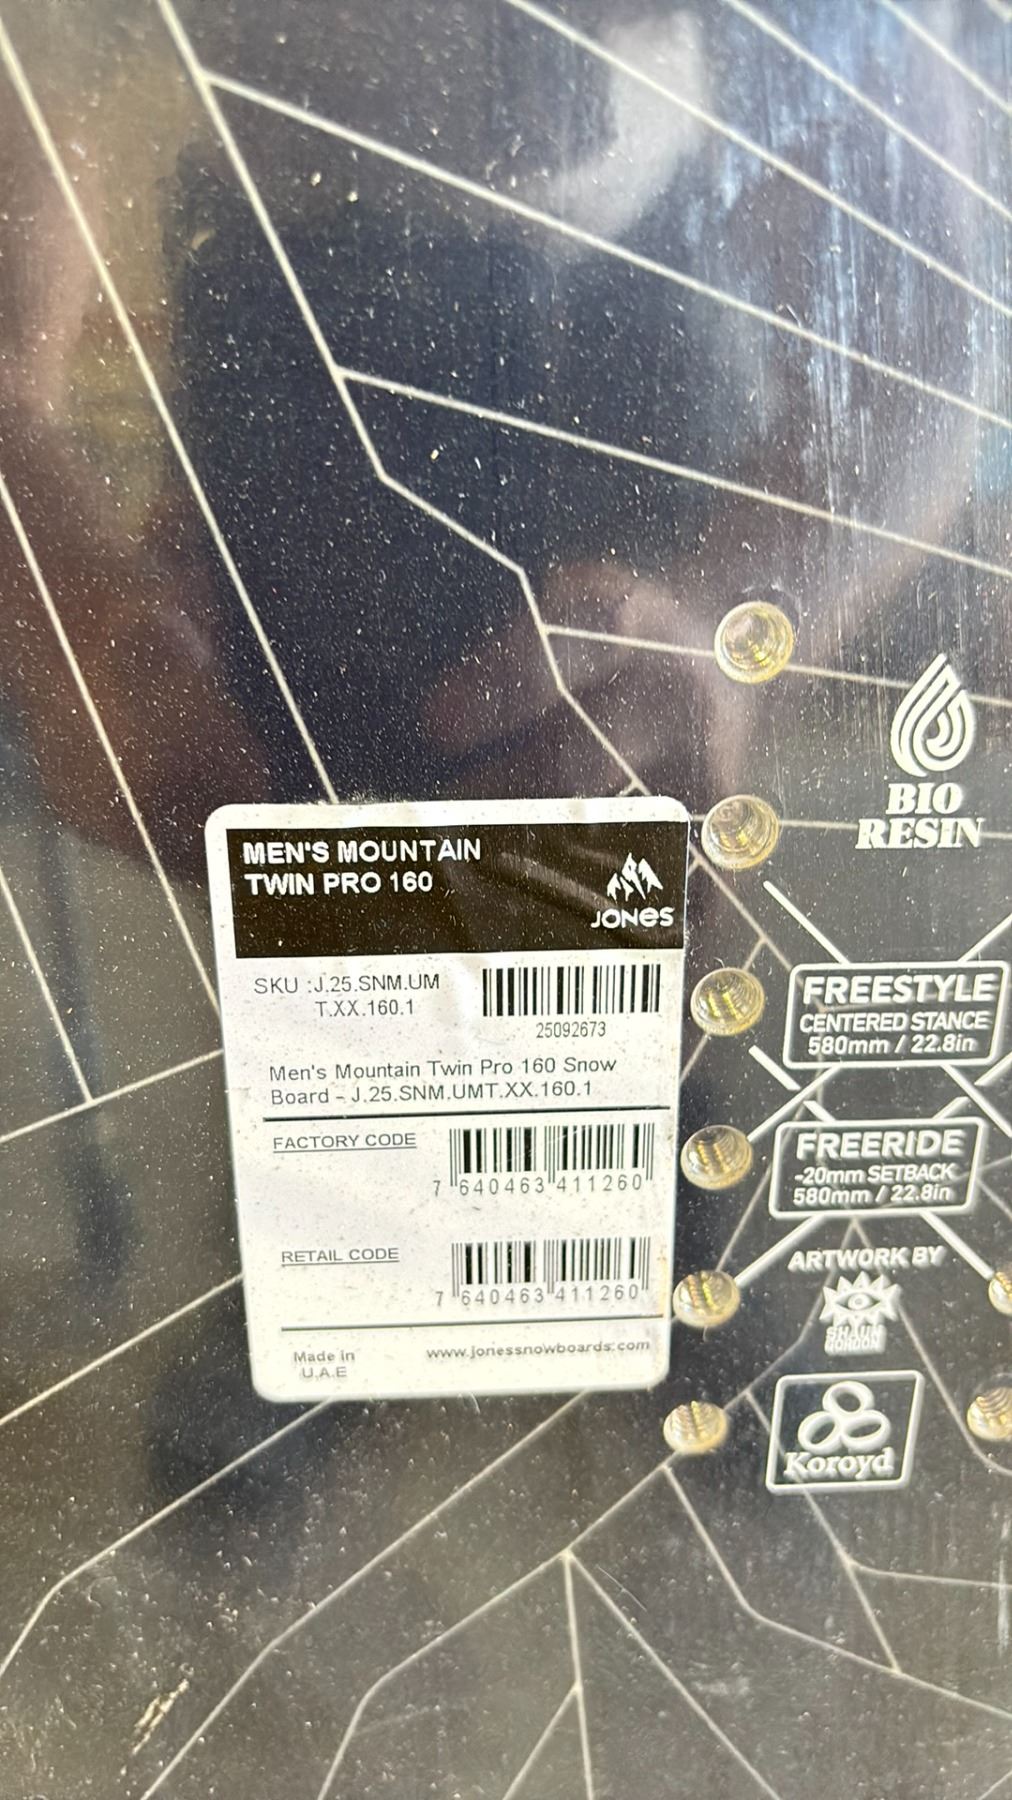 MEN'S MOUNTAIN
TWIN PRO 160
JONES
SKU :J.25.SNM.UM
T.XX.160.1
25092673
Men's Mountain Twin Pro 160 Snow
Board - J.25.SNM.UMT.XX.160.1
FACTORY CODE
7 640463 411260
RETAIL CODE
7 640463 411260
Made in
U.A.E
www.jonessnowboards.com
BIO
RESIN
FREESTYLE
CENTERED STANCE
580mm / 22.8in
FREERIDE
-20mm SETBACK
580mm / 22.8in
ARTWORK BY
SHAUN
GORDON
Koroyd